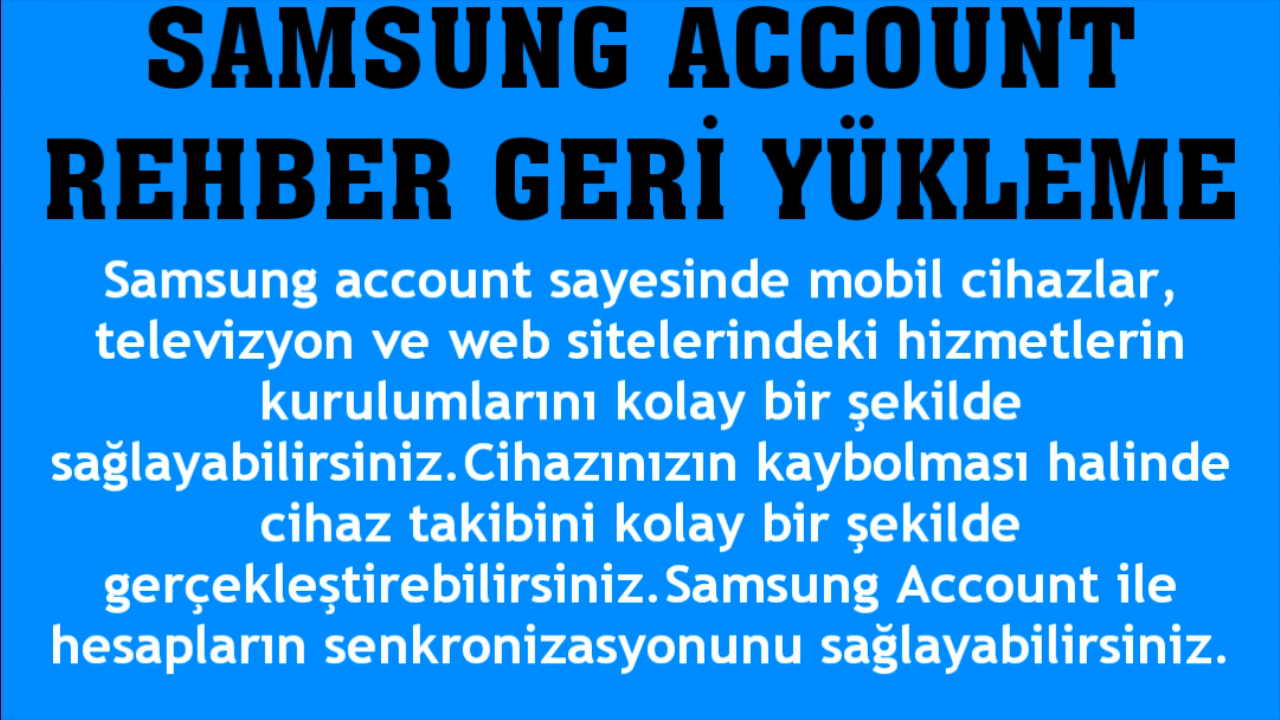 SAMSUNG ACCOUNT
REHBER GERİ YÜKLEME
Samsung account sayesinde mobil cihazlar,
televizyon ve web sitelerindeki hizmetlerin
kurulumlarını kolay bir şekilde
sağlayabilirsiniz.Cihazınızın kaybolması halinde
cihaz takibini kolay bir şekilde
gerçekleştirebilirsiniz.Samsung Account ile
hesapların senkronizasyonunu sağlayabilirsiniz.